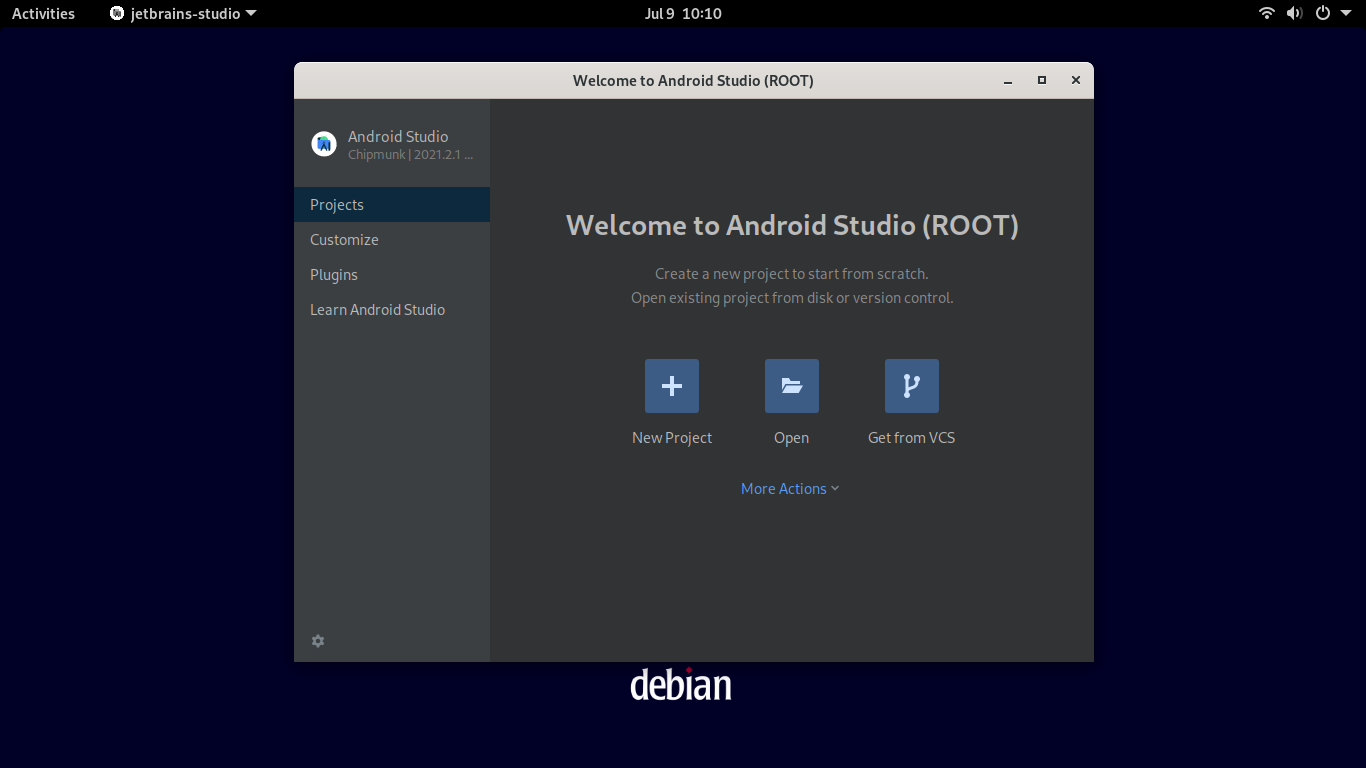 Activities
jetbrains-studio
Jul 9 10:10
Welcome to Android Studio (ROOT)
Android Studio
Chipmunk | 2021.2.1 ...
Projects
Customize
Plugins
Learn Android Studio
Welcome to Android Studio (ROOT)
Create a new project to start from scratch.
Open existing project from disk or version control.
New Project
Open
Get from VCS
More Actions
debian